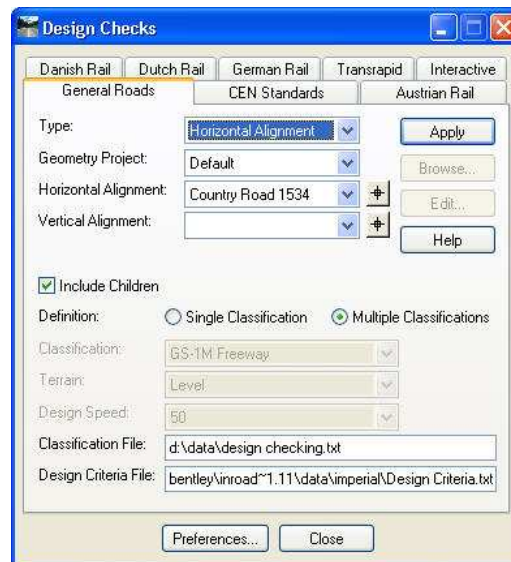 Design Checks
Danish Rail Dutch Rail German Rail Transrapid Interactive
General Roads CEN Standards Austrian Rail
Type: Horizontal Alignment Apply
Geometry Project: Default Browse...
Horizontal Alignment: Country Road 1534 Edit...
Vertical Alignment: Help
Include Children
Definition: Single Classification Multiple Classifications
Classification: GS-1M Freeway
Terrain: Level
Design Speed: 50
Classification File: d:\data\design checking.txt
Design Criteria File: bentley\inroad~1.11\data\imperial\Design Criteria.txt
Preferences... Close